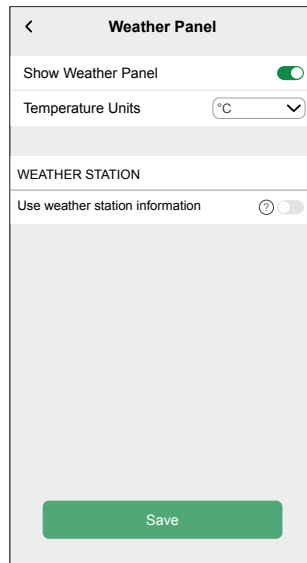 Weather Panel
Show Weather Panel
Temperature Units °C
WEATHER STATION
Use weather station information ?
Save